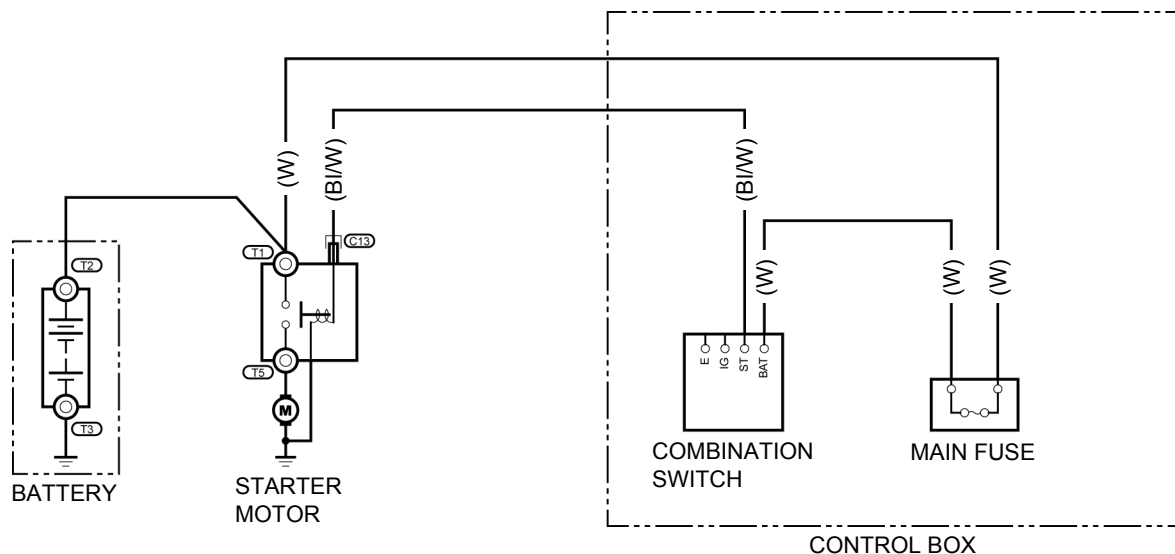 (W)
(Bl/W)
(Bl/W)
(W)
(W)
(W)
C13
T1
T2
T5
T3
M
E
IG
ST
BAT
BATTERY
STARTER
MOTOR
COMBINATION
SWITCH
MAIN FUSE
CONTROL BOX